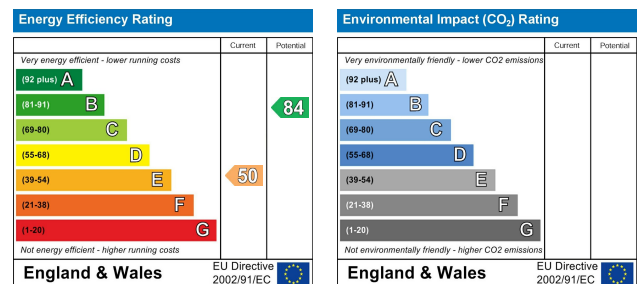 Energy Efficiency Rating
Current Potential
Very energy efficient - lower running costs
(92 plus) A
(81-91) B
84
(69-80) C
(55-68) D
(39-54) E
50
(21-38) F
(1-20) G
Not energy efficient - higher running costs
England & Wales
EU Directive
2002/91/EC
Environmental Impact (CO2) Rating
Current Potential
Very environmentally friendly - lower CO2 emissions
(92 plus) A
(81-91) B
(69-80) C
(55-68) D
(39-54) E
(21-38) F
(1-20) G
Not environmentally friendly - higher CO2 emissions
England & Wales
EU Directive
2002/91/EC